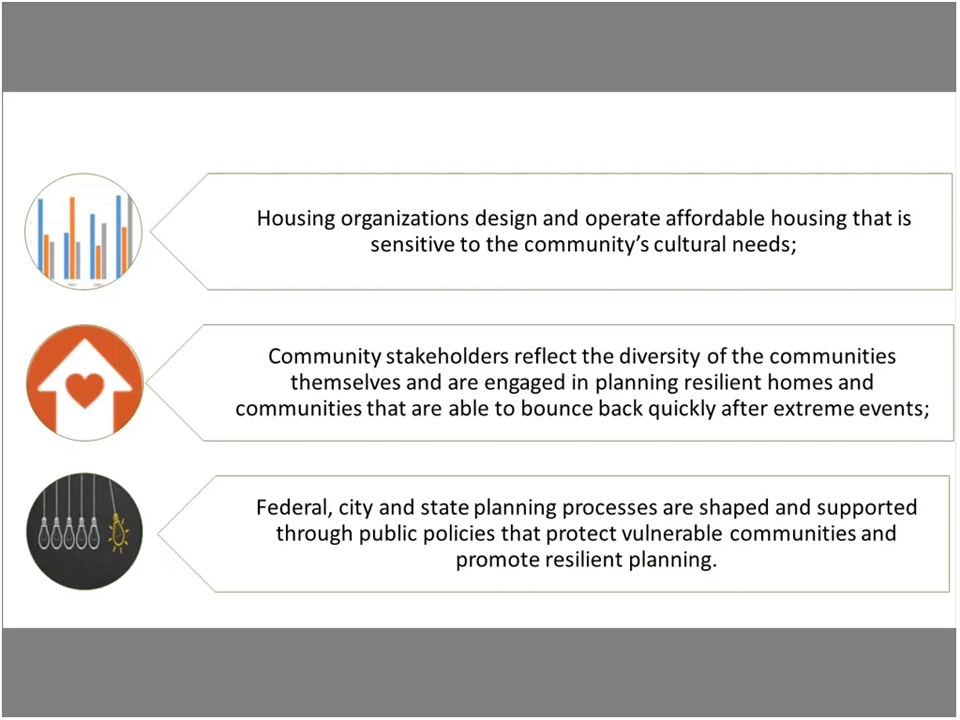 Housing organizations design and operate affordable housing that is
sensitive to the community’s cultural needs;
Community stakeholders reflect the diversity of the communities
themselves and are engaged in planning resilient homes and
communities that are able to bounce back quickly after extreme events;
Federal, city and state planning processes are shaped and supported
through public policies that protect vulnerable communities and
promote resilient planning.